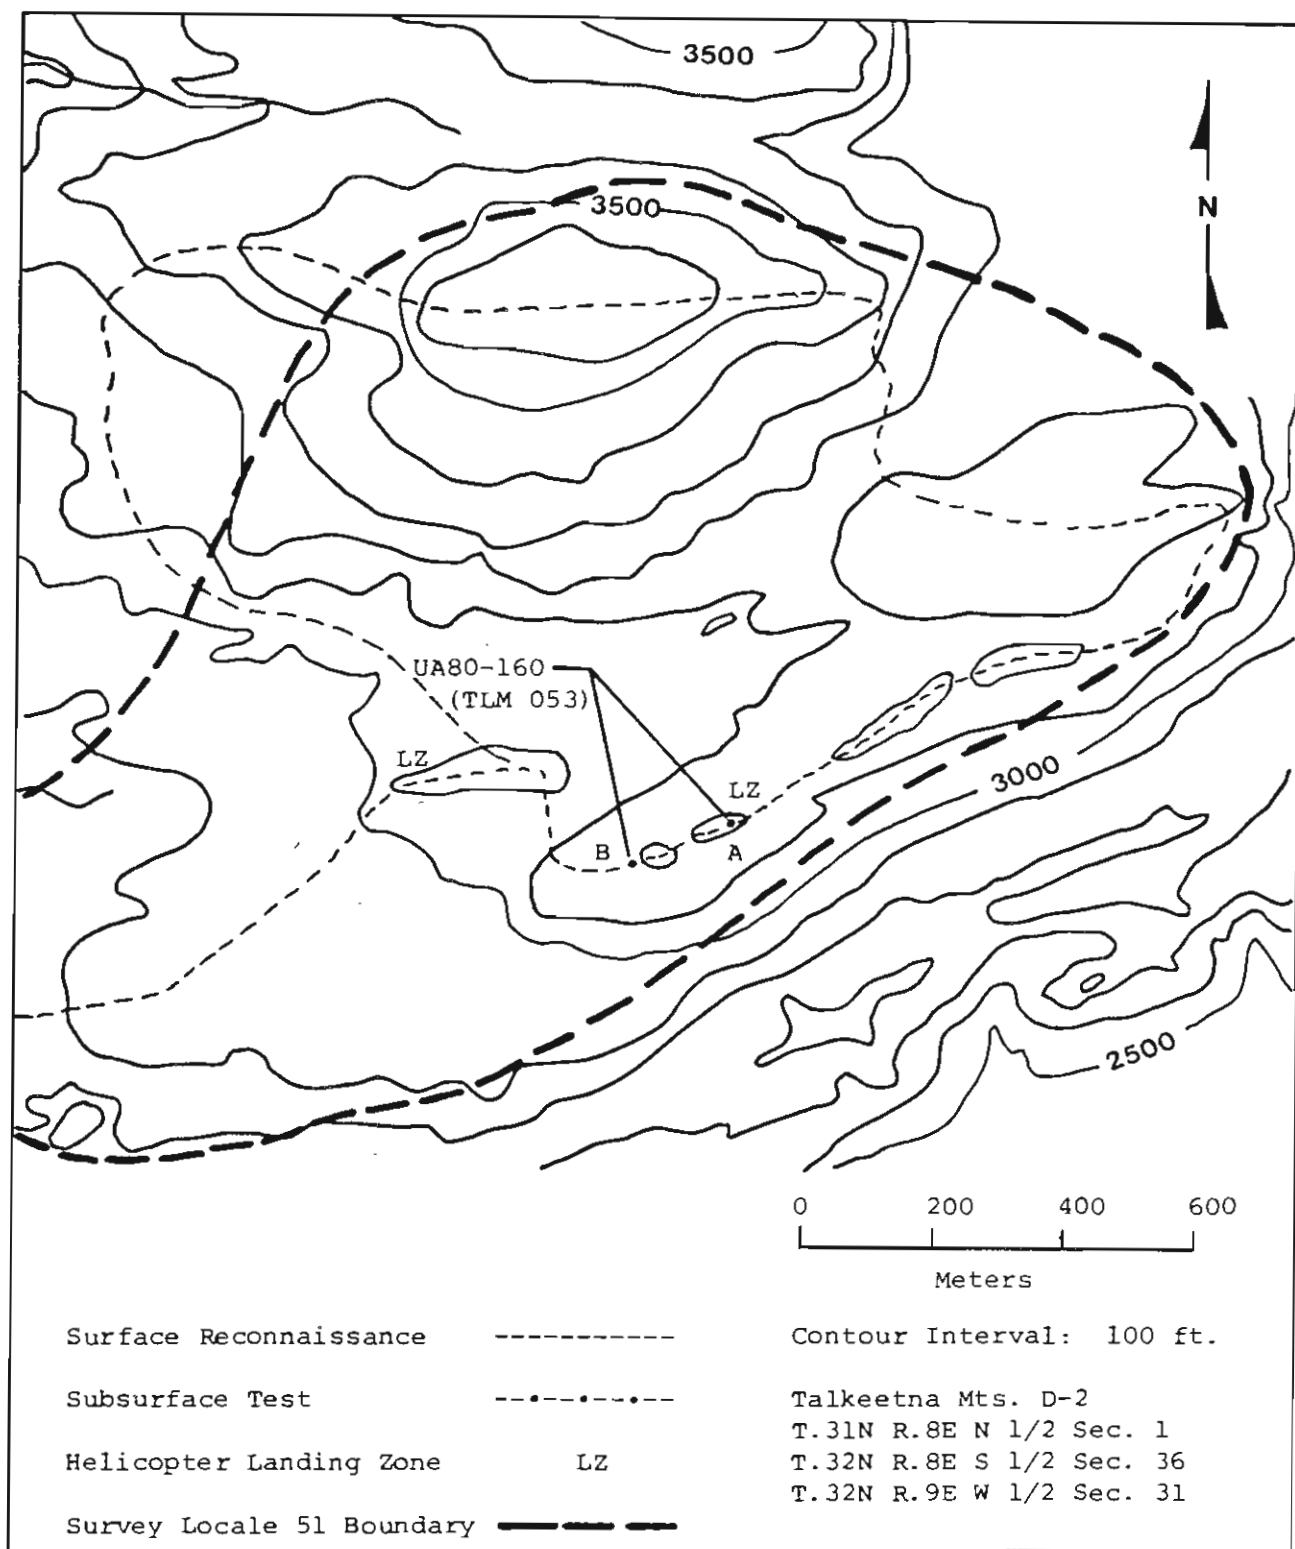 3500
N
3500
UA80-160
(TLM 053)
LZ
LZ
3000
B
A
2500
0 200 400 600
Meters
Surface Reconnaissance
Contour Interval: 100 ft.
Subsurface Test
Talkeetna Mts. D-2
T.31N R.8E N 1/2 Sec. 1
Helicopter Landing Zone LZ
T.32N R.8E S 1/2 Sec. 36
T.32N R.9E W 1/2 Sec. 31
Survey Locale 51 Boundary